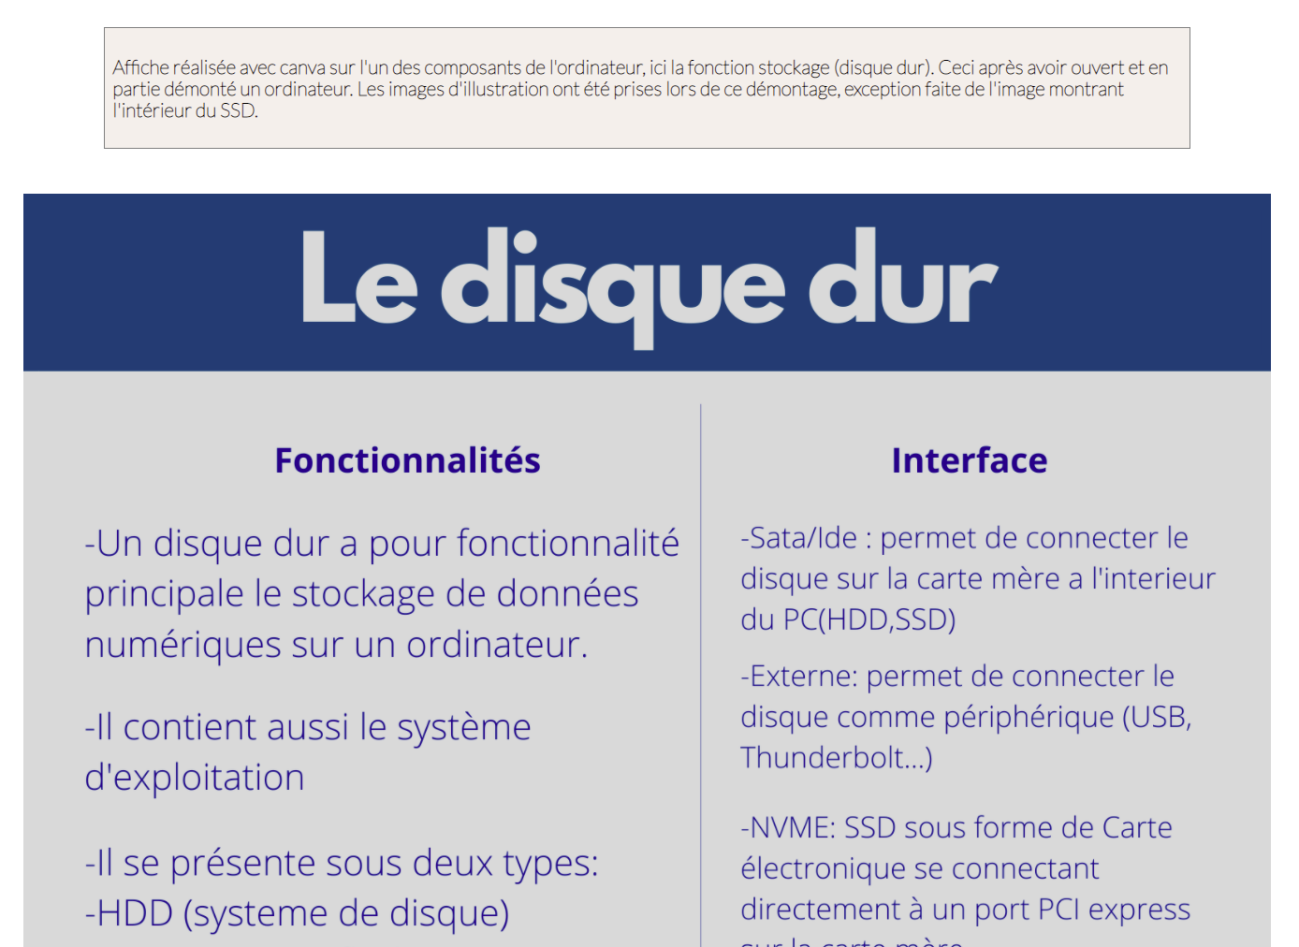 Affiche réalisée avec canva sur l'un des composants de l'ordinateur, ici la fonction stockage (disque dur). Ceci après avoir ouvert et en
partie démonté un ordinateur. Les images d'illustration ont été prises lors de ce démontage, exception faite de l'image montrant
l'intérieur du SSD.
Le disque dur
Fonctionnalités
-Un disque dur a pour fonctionnalité
principale le stockage de données
numériques sur un ordinateur.
-Il contient aussi le système
d'exploitation
-Il se présente sous deux types:
-HDD (systeme de disque)
Interface
-Sata/Ide : permet de connecter le
disque sur la carte mère a l'interieur
du PC(HDD,SSD)
-Externe: permet de connecter le
disque comme périphérique (USB,
Thunderbolt...)
-NVME: SSD sous forme de Carte
électronique se connectant
directement à un port PCI express
sur la carte mère